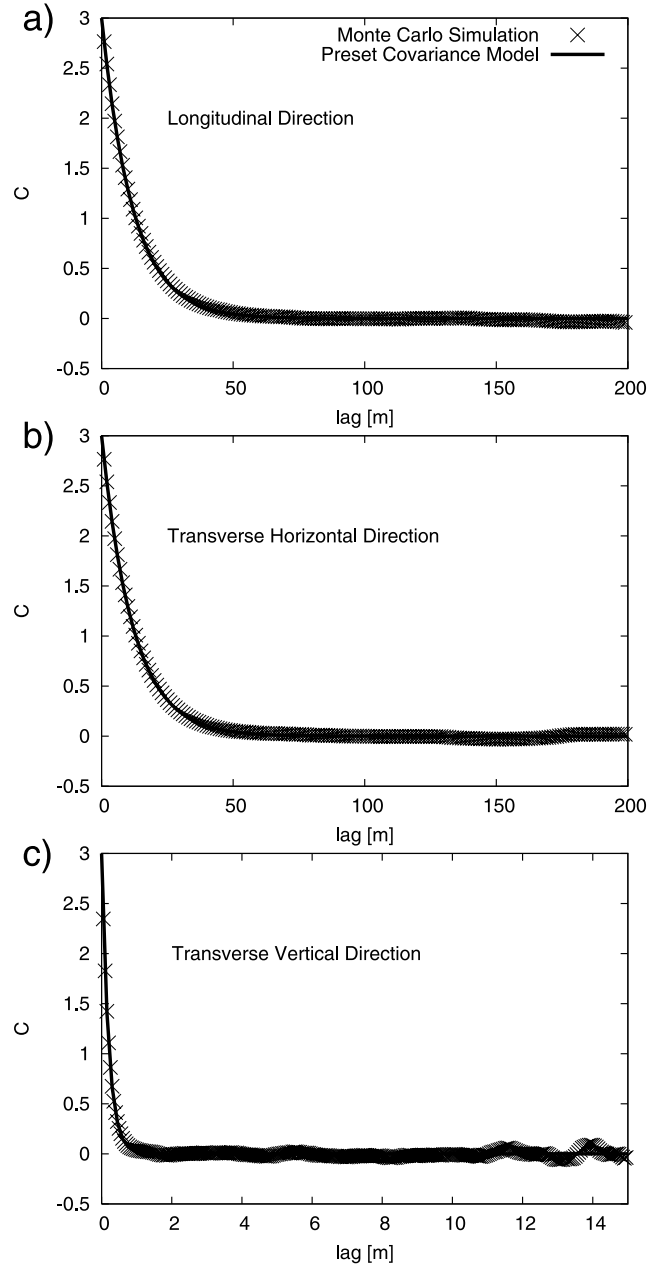 a)
Monte Carlo Simulation
Preset Covariance Model
Longitudinal Direction
C
3
2.5
2
1.5
1
0.5
0
-0.5
0 50 100 150 200
lag [m]
b)
Transverse Horizontal Direction
C
3
2.5
2
1.5
1
0.5
0
-0.5
0 50 100 150 200
lag [m]
c)
Transverse Vertical Direction
C
3
2.5
2
1.5
1
0.5
0
-0.5
0 2 4 6 8 10 12 14
lag [m]